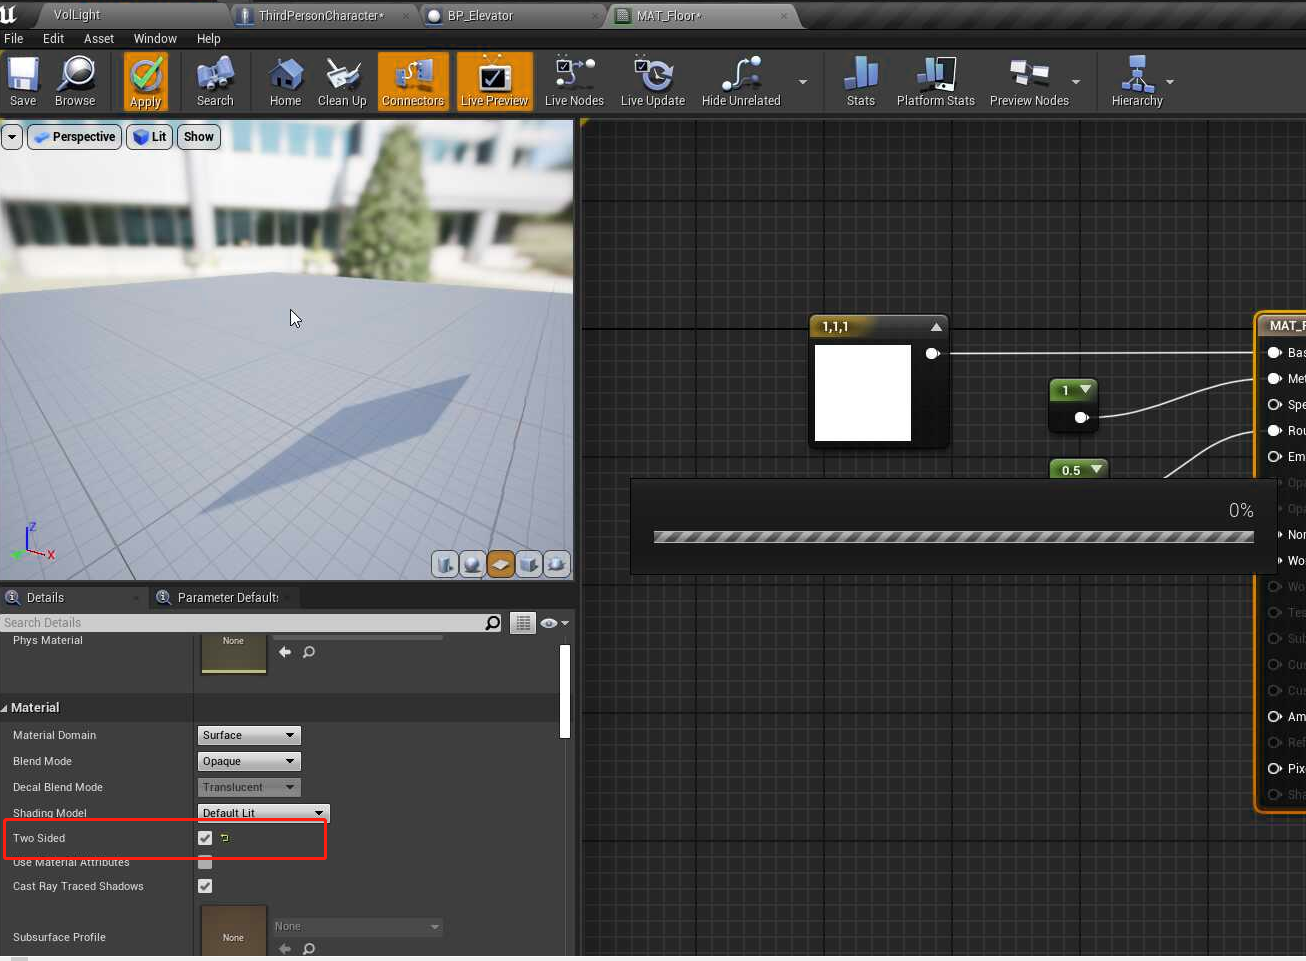 VolLight
ThirdPersonCharacter*
BP_Elevator
MAT_Floor*
File Edit Asset Window Help
Save
Browse
Apply
Search
Home
Clean Up
Connectors
Live Preview
Live Nodes
Live Update
Hide Unrelated
Stats
Platform Stats
Preview Nodes
Hierarchy
Perspective
Lit
Show
1,1,1
MAT_F
Bas
Met
1
Spe
Rou
Em
0.5
Opa
Opa
0%
Nor
Wo
Wo
Tes
Sub
Cus
Cus
Am
Ref
Pix
Sha
Z
X
Details
Parameter Defaults
Search Details
Phys Material
None
Material
Material Domain
Surface
Blend Mode
Opaque
Decal Blend Mode
Translucent
Shading Model
Default Lit
Two Sided
Use Material Attributes
Cast Ray Traced Shadows
Subsurface Profile
None
None